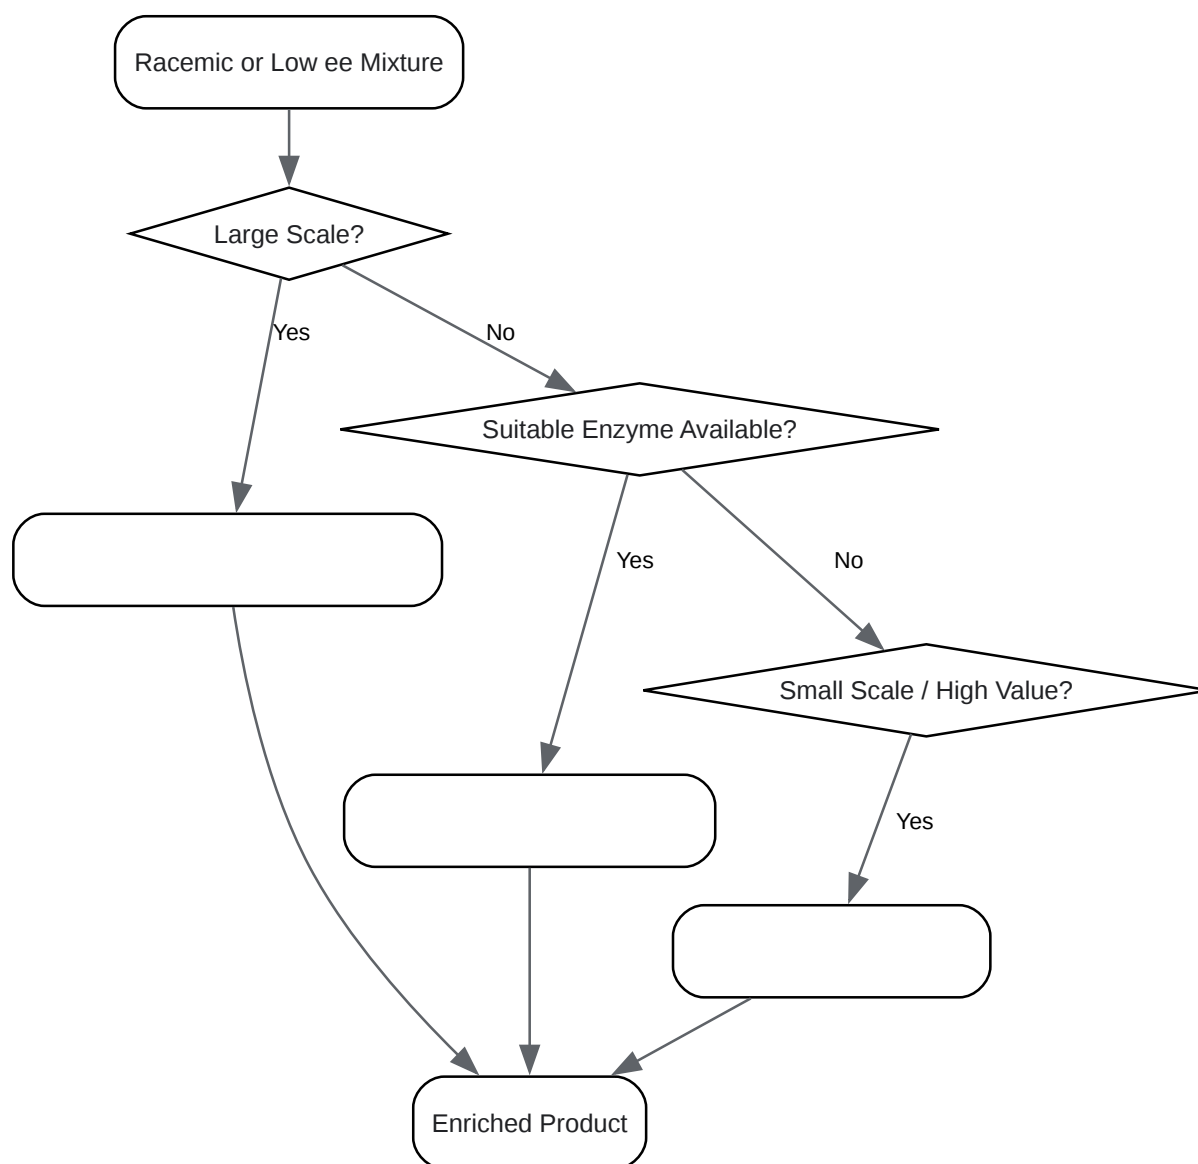 Racemic or Low ee Mixture
Large Scale?
Yes
No
Suitable Enzyme Available?
Yes
No
Small Scale / High Value?
Yes
Enriched Product